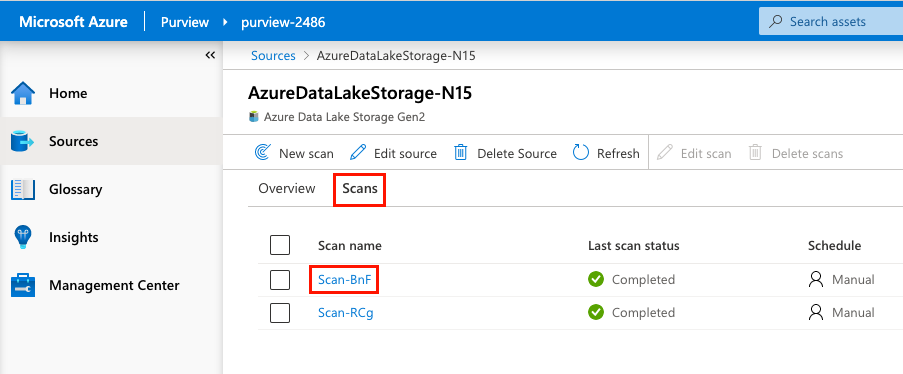 Microsoft Azure Purview purview-2486 Search assets
Sources AzureDataLakeStorage-N15
Home
Sources
Glossary
Insights
Management Center
AzureDataLakeStorage-N15
Azure Data Lake Storage Gen2
New scan Edit source Delete Source Refresh Edit scan Delete scans
Overview Scans
Scan name Last scan status Schedule
Scan-BnF Completed Manual
Scan-RCg Completed Manual